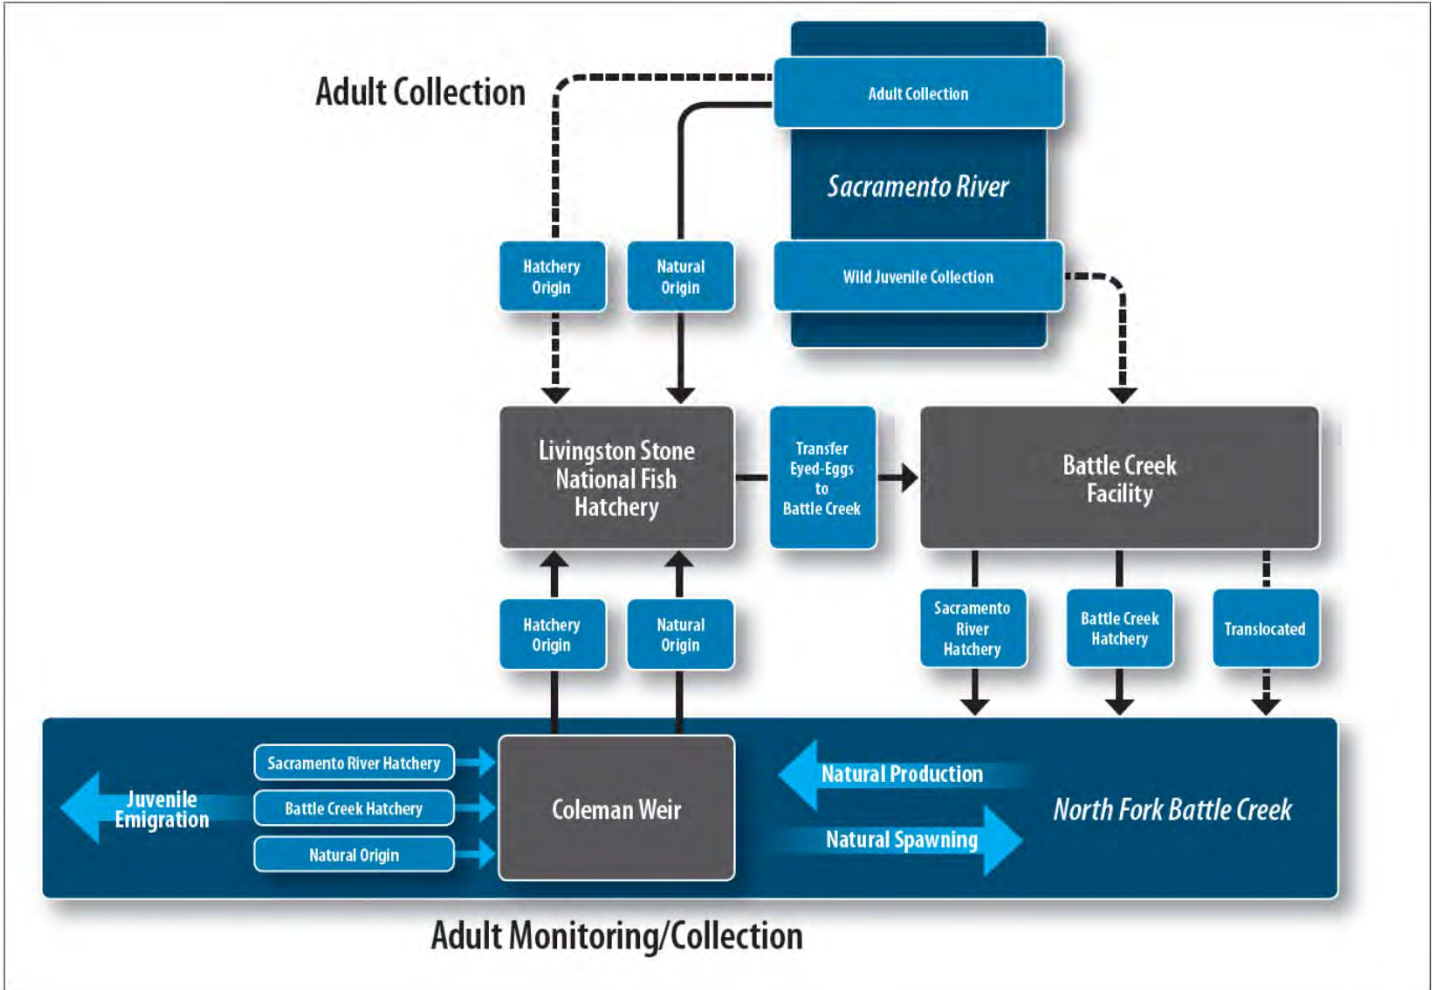 Adult Collection
Adult Collection
Sacramento River
Hatchery
Origin
Natural
Origin
Wild Juvenile Collection
Livingston Stone
National Fish
Hatchery
Transfer
Eyed-Eggs
to
Battle Creek
Battle Creek
Facility
Hatchery
Origin
Natural
Origin
Sacramento
River
Hatchery
Battle Creek
Hatchery
Translocated
Juvenile
Emigration
Sacramento River Hatchery
Battle Creek Hatchery
Natural Origin
Coleman Weir
Natural Production
Natural Spawning
North Fork Battle Creek
Adult Monitoring/Collection